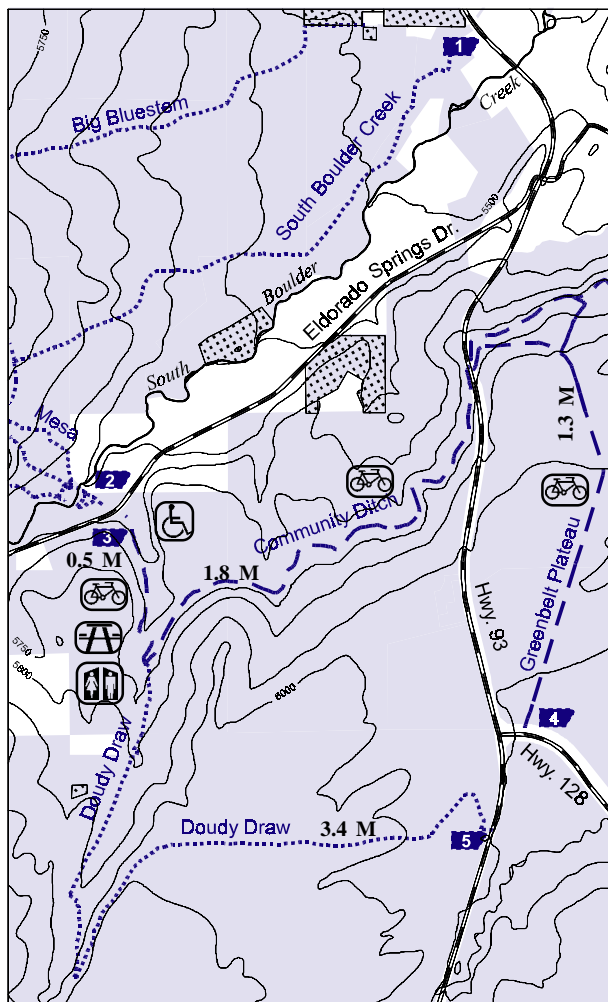 5750
1
Big Bluestem
South Boulder Creek
Creek
5500
Eldorado Springs Dr.
Boulder
South
Mesa
2
1.3 M
3
Community Ditch
0.5 M
1.8 M
Greenbelt Plateau
Hwy. 93
5750
5800
6000
4
Hwy. 128
Doudy Draw
Doudy Draw
3.4 M
5